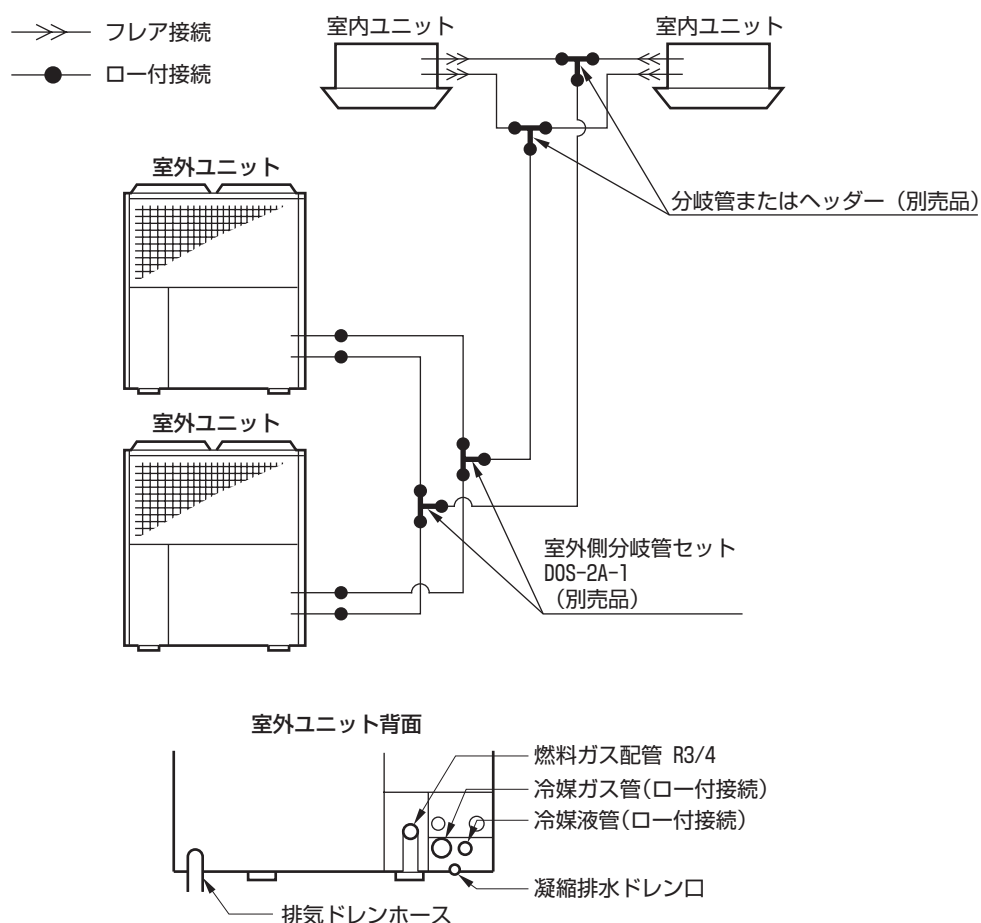 フレア接続
ロー付接続
室内ユニット
室内ユニット
分岐管またはヘッダー（別売品）
室外ユニット
室外ユニット
室外側分岐管セット
DOS-2A-1
（別売品）
室外ユニット背面
燃料ガス配管 R3/4
冷媒ガス管(ロー付接続)
冷媒液管(ロー付接続)
凝縮排水ドレン口
排気ドレンホース